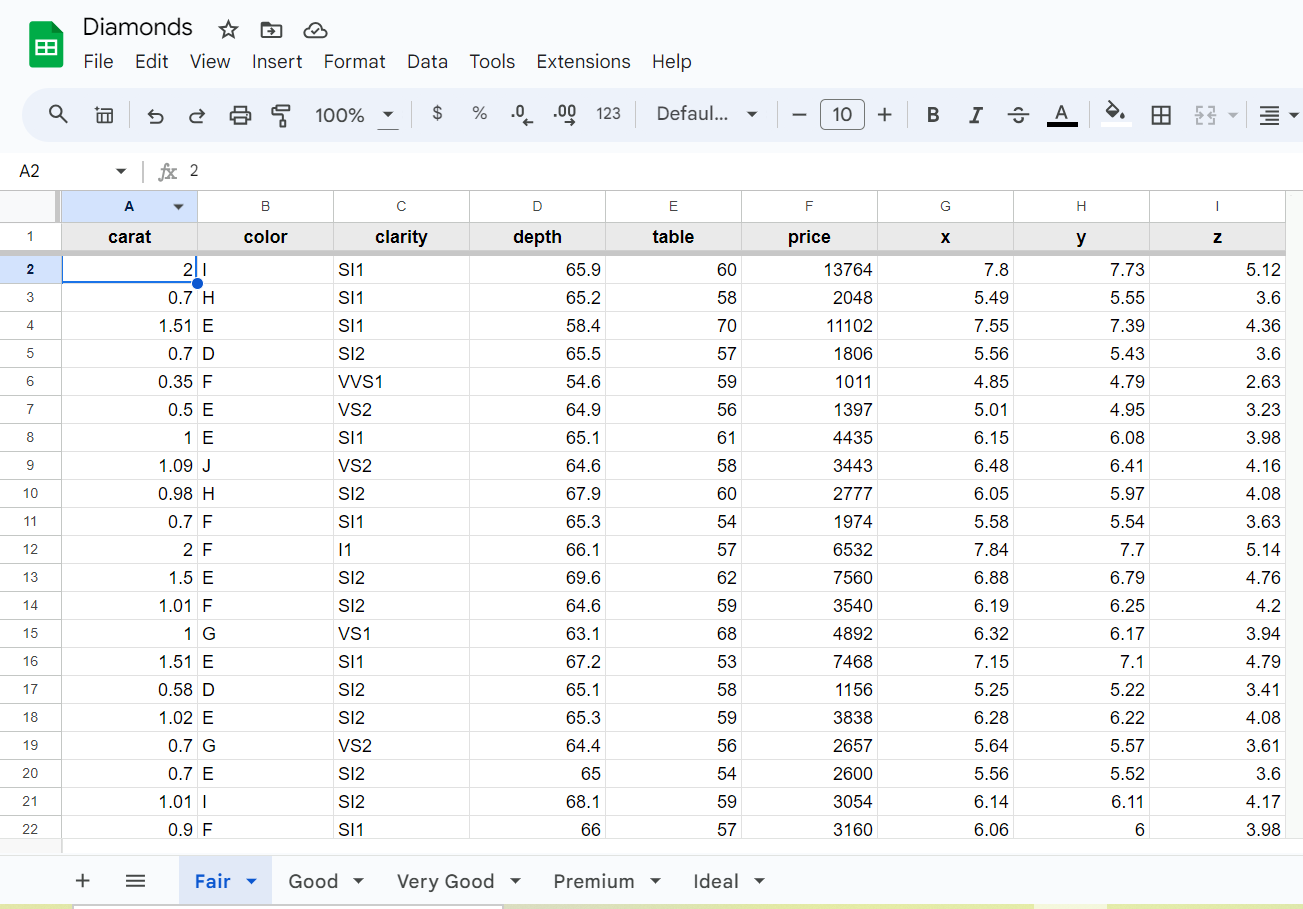 Diamonds
File Edit View Insert Format Data Tools Extensions Help
100% $ % .0 .00 123 Defaul... 10 B I A
A2 fx 2
A B C D E F G H I
1 carat color clarity depth table price x y z
2 2 I SI1 65.9 60 13764 7.8 7.73 5.12
3 0.7 H SI1 65.2 58 2048 5.49 5.55 3.6
4 1.51 E SI1 58.4 70 11102 7.55 7.39 4.36
5 0.7 D SI2 65.5 57 1806 5.56 5.43 3.6
6 0.35 F VVS1 54.6 59 1011 4.85 4.79 2.63
7 0.5 E VS2 64.9 56 1397 5.01 4.95 3.23
8 1 E SI1 65.1 61 4435 6.15 6.08 3.98
9 1.09 J VS2 64.6 58 3443 6.48 6.41 4.16
10 0.98 H SI2 67.9 60 2777 6.05 5.97 4.08
11 0.7 F SI1 65.3 54 1974 5.58 5.54 3.63
12 2 F I1 66.1 57 6532 7.84 7.7 5.14
13 1.5 E SI2 69.6 62 7560 6.88 6.79 4.76
14 1.01 F SI2 64.6 59 3540 6.19 6.25 4.2
15 1 G VS1 63.1 68 4892 6.32 6.17 3.94
16 1.51 E SI1 67.2 53 7468 7.15 7.1 4.79
17 0.58 D SI2 65.1 58 1156 5.25 5.22 3.41
18 1.02 E SI2 65.3 59 3838 6.28 6.22 4.08
19 0.7 G VS2 64.4 56 2657 5.64 5.57 3.61
20 0.7 E SI2 65 54 2600 5.56 5.52 3.6
21 1.01 I SI2 68.1 59 3054 6.14 6.11 4.17
22 0.9 F SI1 66 57 3160 6.06 6 3.98
Fair Good Very Good Premium Ideal